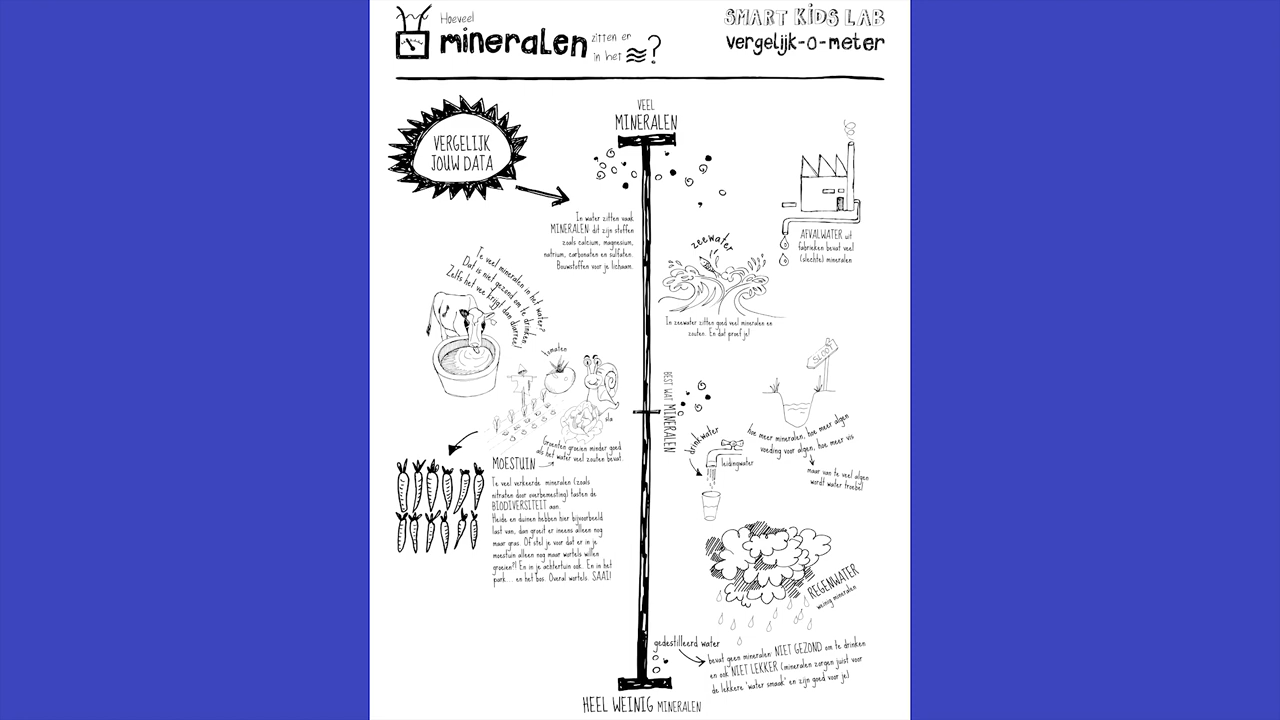 Hoeveel
mineralen
zitten er
in het
?
SMART KIDS LAB
vergelijk-o-meter
VERGELIJK
JOUW DATA
VEEL
MINERALEN
In water zitten vaak
MINERALEN dit zijn stoffen
zoals calcium, magnesium,
natrium, carbonaten en sulfaten.
Bouwstoffen voor je lichaam.
AFVALWATER uit
fabrieken bevat veel
(slechte) mineralen
zeewater
In zeewater zitten goed veel mineralen en
zouten. En dat proef je!
Te veel mineralen in het water?
Dat is niet gezond om te drinken.
Zelfs het vee krijgt dan diarree!
tomaten
sla
Groenten groeien minder goed
als het water veel zouten bevat.
SLOOT
BEST WAT MINERALEN
hoe meer mineralen, hoe meer algen
voeding voor algen, hoe meer vis
maar van te veel algen
wordt water troebel
drinkwater
leidingwater
MOESTUIN
Te veel verkeerde mineralen (zoals
nitraten door overbemesting) tasten de
BIODIVERSITEIT aan.
Heide en duinen hebben hier bijvoorbeeld
last van, dan groeit er ineens alleen nog
maar gras. Of stel je voor dat er in je
moestuin alleen nog maar wortels willen
groeien?! En in je achtertuin ook. En in het
park... en het bos. Overal wortels. SAAI!
REGENWATER
weinig mineralen
gedestilleerd water
bevat geen mineralen: NIET GEZOND om te drinken
en ook NIET LEKKER (mineralen zorgen juist voor
de lekkere 'water smaak' en zijn goed voor je)
HEEL WEINIG MINERALEN